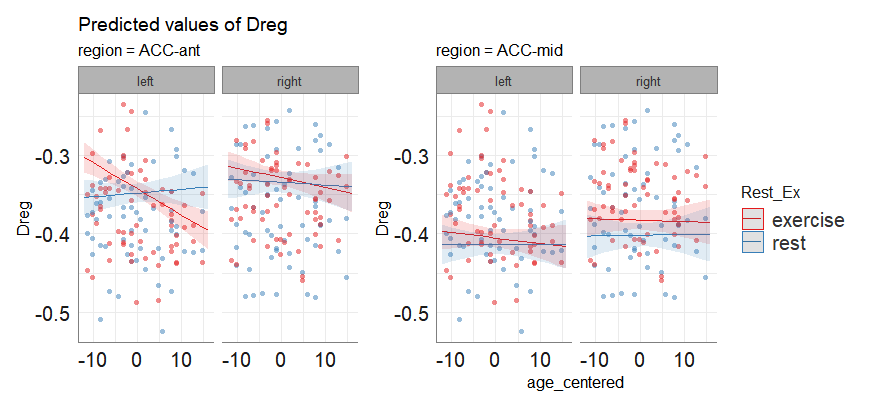 Predicted values of Dreg
region = ACC-ant
region = ACC-mid
left
right
left
right
Dreg
-0.3
-0.4
-0.5
Dreg
-0.3
-0.4
-0.5
Rest_Ex
exercise
rest
-10 0 10
-10 0 10
-10 0 10
-10 0 10
age_centered